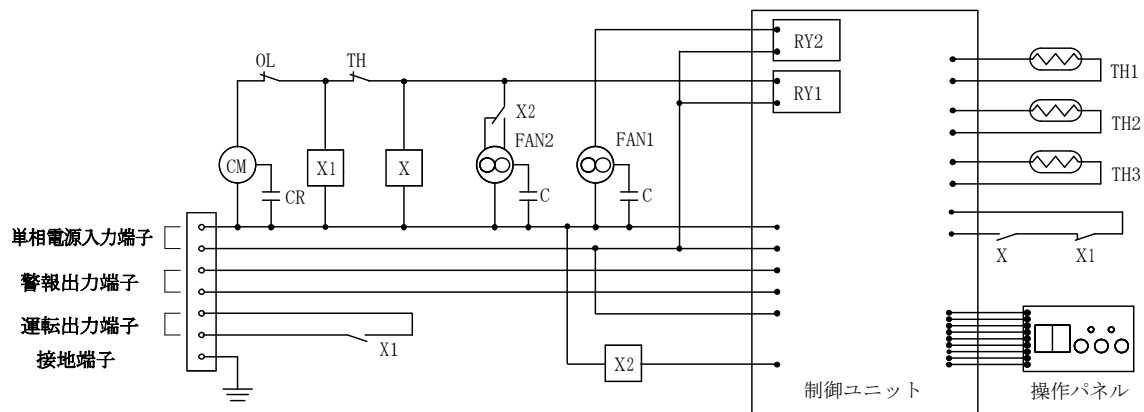 RY2
OL
TH
RY1
TH1
X2
TH2
FAN2
FAN1
CM
X1
X
TH3
CR
C
C
単相電源入力端子
X
X1
警報出力端子
運転出力端子
X1
接地端子
X2
制御ユニット
操作パネル